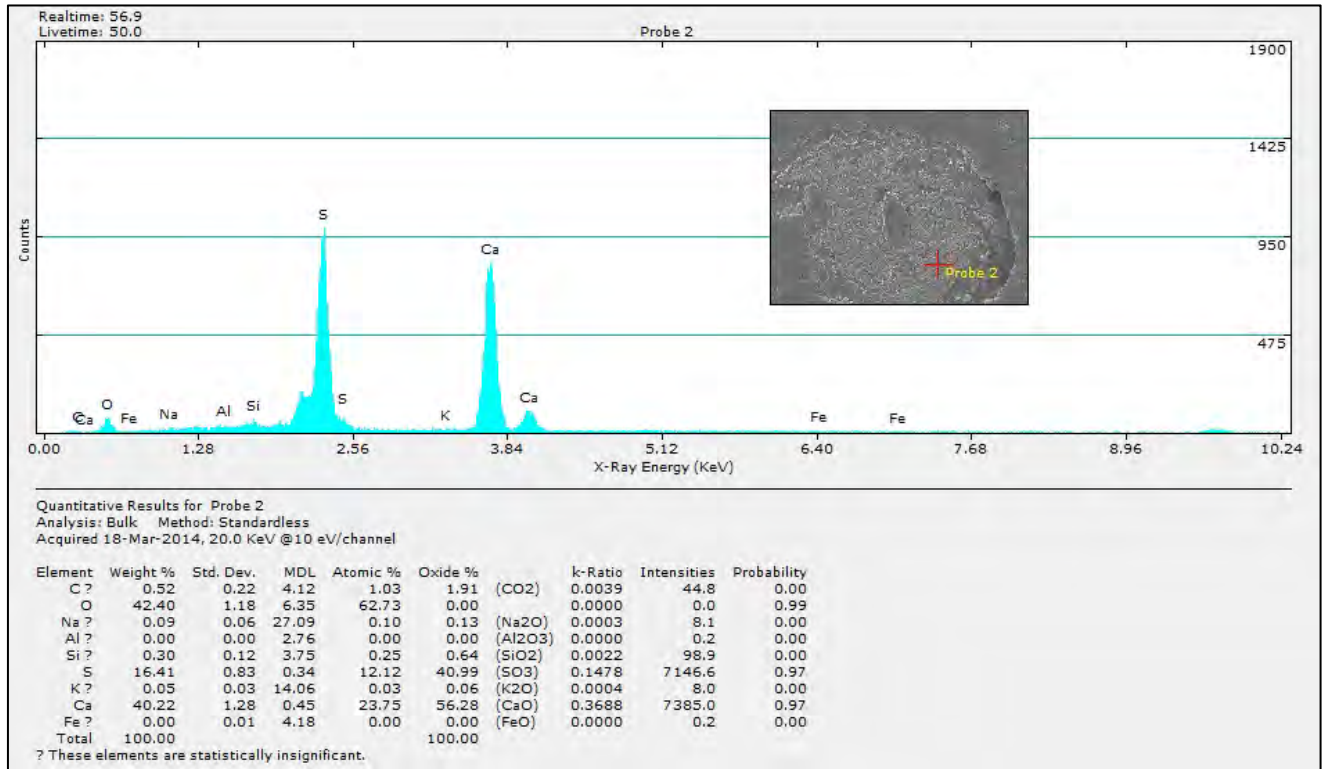 Realtime: 56.9
Livetime: 50.0
Probe 2
1900
1425
950
475
Counts
S
Ca
Probe 2
O
Ca
Fe
Na
Al
Si
S
K
Ca
Fe
Fe
0.00 1.28 2.56 3.84 5.12 6.40 7.68 8.96 10.24
X-Ray Energy (KeV)
Quantitative Results for Probe 2
Analysis: Bulk Method: Standardless
Acquired 18-Mar-2014, 20.0 KeV @10 eV/channel
Element Weight % Std. Dev. MDL Atomic % Oxide % k-Ratio Intensities Probability
C ? 0.52 0.22 4.12 1.03 1.91 (CO2) 0.0039 44.8 0.00
O 42.40 1.18 6.35 62.73 0.00 0.0000 0.0 0.99
Na ? 0.09 0.06 27.09 0.10 0.13 (Na2O) 0.0003 8.1 0.00
Al ? 0.00 0.00 2.76 0.00 0.00 (Al2O3) 0.0000 0.2 0.00
Si ? 0.30 0.12 3.75 0.25 0.64 (SiO2) 0.0022 98.9 0.00
S 16.41 0.83 0.34 12.12 40.99 (SO3) 0.1478 7146.6 0.97
K ? 0.05 0.03 14.06 0.03 0.06 (K2O) 0.0004 8.0 0.00
Ca 40.22 1.28 0.45 23.75 56.28 (CaO) 0.3688 7385.0 0.97
Fe ? 0.00 0.01 4.18 0.00 0.00 (FeO) 0.0000 0.2 0.00
Total 100.00 100.00
? These elements are statistically insignificant.